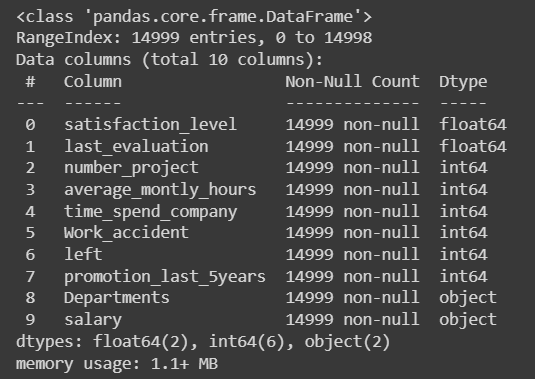 <class 'pandas.core.frame.DataFrame'>
RangeIndex: 14999 entries, 0 to 14998
Data columns (total 10 columns):
 #   Column                 Non-Null Count  Dtype
---  ------                 --------------  -----
 0   satisfaction_level     14999 non-null  float64
 1   last_evaluation        14999 non-null  float64
 2   number_project         14999 non-null  int64
 3   average_montly_hours   14999 non-null  int64
 4   time_spend_company     14999 non-null  int64
 5   Work_accident          14999 non-null  int64
 6   left                   14999 non-null  int64
 7   promotion_last_5years  14999 non-null  int64
 8   Departments            14999 non-null  object
 9   salary                 14999 non-null  object
dtypes: float64(2), int64(6), object(2)
memory usage: 1.1+ MB